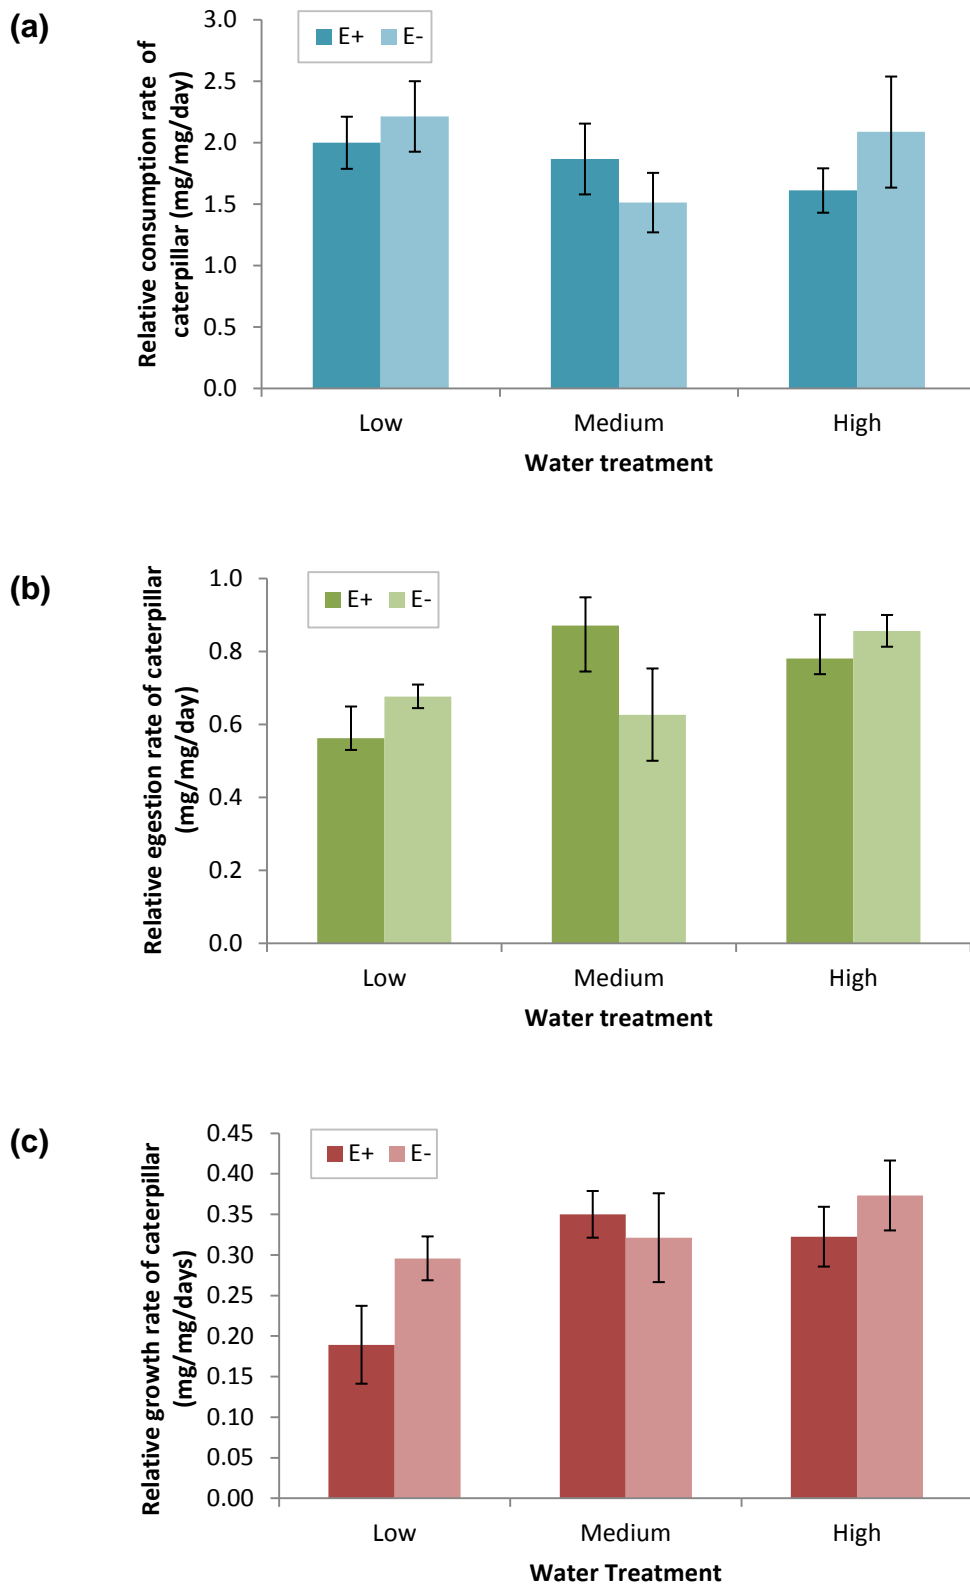 (a)
Relative consumption rate of
caterpillar (mg/mg/day)
3.0
2.5
2.0
1.5
1.0
0.5
0.0
E+ E-
Low Medium High
Water treatment
(b)
Relative egestion rate of caterpillar
(mg/mg/day)
1.0
0.8
0.6
0.4
0.2
0.0
E+ E-
Low Medium High
Water treatment
(c)
Relative growth rate of caterpillar
(mg/mg/days)
0.45
0.40
0.35
0.30
0.25
0.20
0.15
0.10
0.05
0.00
E+ E-
Low Medium High
Water Treatment